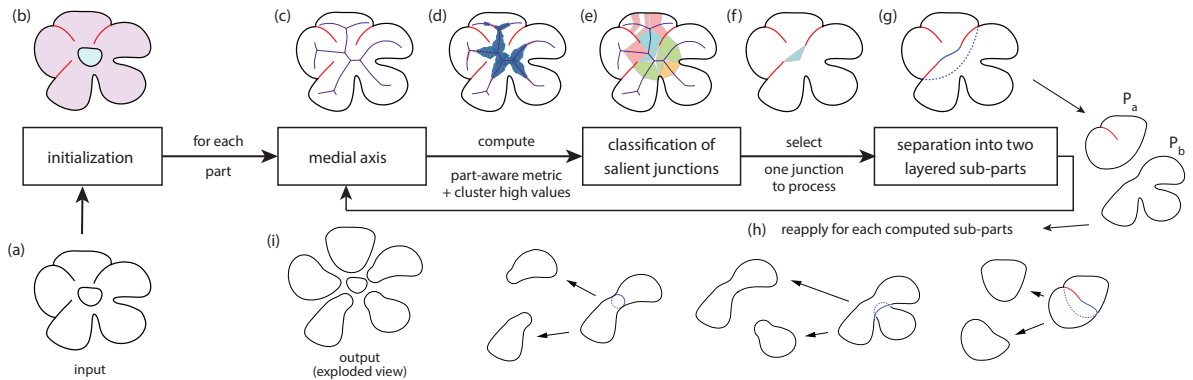 (b)
(c)
(d)
(e)
(f)
(g)
P_a
P_b
initialization
for each
part
medial axis
compute
part-aware metric
+ cluster high values
classification of
salient junctions
select
one junction
to process
separation into two
layered sub-parts
(h) reapply for each computed sub-parts
(a)
(i)
input
output
(exploded view)